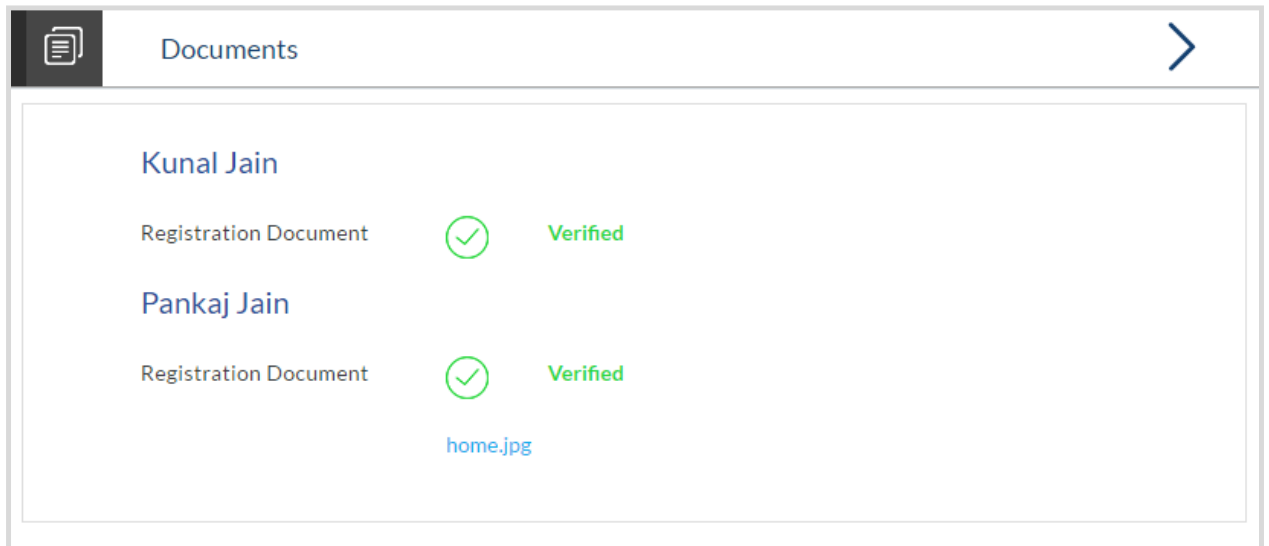 Documents
Kunal Jain
Registration Document Verified
Pankaj Jain
Registration Document Verified
home.jpg